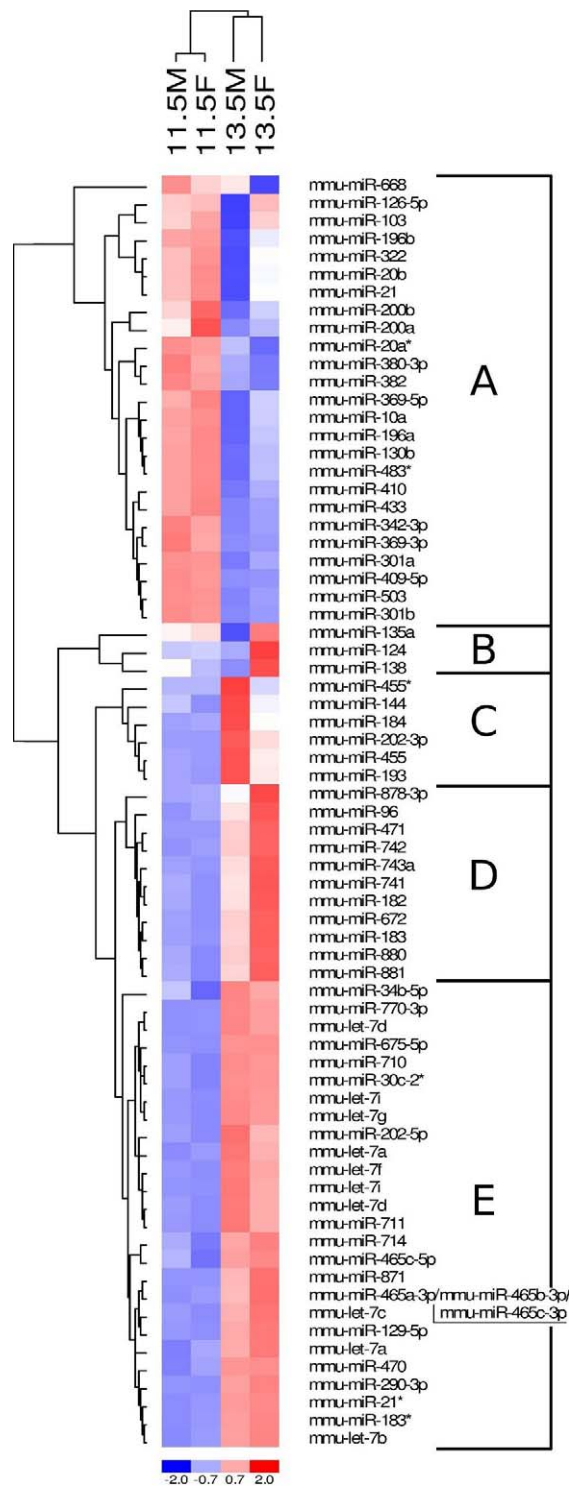 11.5M 11.5F 13.5M 13.5F
mmu-miR-668
mmu-miR-126-5p
mmu-miR-103
mmu-miR-196b
mmu-miR-322
mmu-miR-20b
mmu-miR-21
mmu-miR-200b
mmu-miR-200a
mmu-miR-20a*
mmu-miR-380-3p
mmu-miR-382
mmu-miR-369-5p
mmu-miR-10a
mmu-miR-196a
mmu-miR-130b
mmu-miR-483*
mmu-miR-410
mmu-miR-433
mmu-miR-342-3p
mmu-miR-369-3p
mmu-miR-301a
mmu-miR-409-5p
mmu-miR-503
mmu-miR-301b
A
mmu-miR-135a
mmu-miR-124
mmu-miR-138
B
mmu-miR-455*
mmu-miR-144
mmu-miR-184
mmu-miR-202-3p
mmu-miR-455
mmu-miR-193
C
mmu-miR-878-3p
mmu-miR-96
mmu-miR-471
mmu-miR-742
mmu-miR-743a
mmu-miR-741
mmu-miR-182
mmu-miR-672
mmu-miR-183
mmu-miR-880
mmu-miR-881
D
mmu-miR-34b-5p
mmu-miR-770-3p
mmu-let-7d
mmu-miR-675-5p
mmu-miR-710
mmu-miR-30c-2*
mmu-let-7i
mmu-let-7g
mmu-miR-202-5p
mmu-let-7a
mmu-let-7f
mmu-let-7i
mmu-let-7d
mmu-miR-711
mmu-miR-714
mmu-miR-465c-5p
mmu-miR-871
mmu-miR-465a-3p/mmu-miR-465b-3p/
mmu-miR-465c-3p
mmu-let-7c
mmu-miR-129-5p
mmu-let-7a
mmu-miR-470
mmu-miR-290-3p
mmu-miR-21*
mmu-miR-183*
mmu-let-7b
E
-2.0 -0.7 0.7 2.0